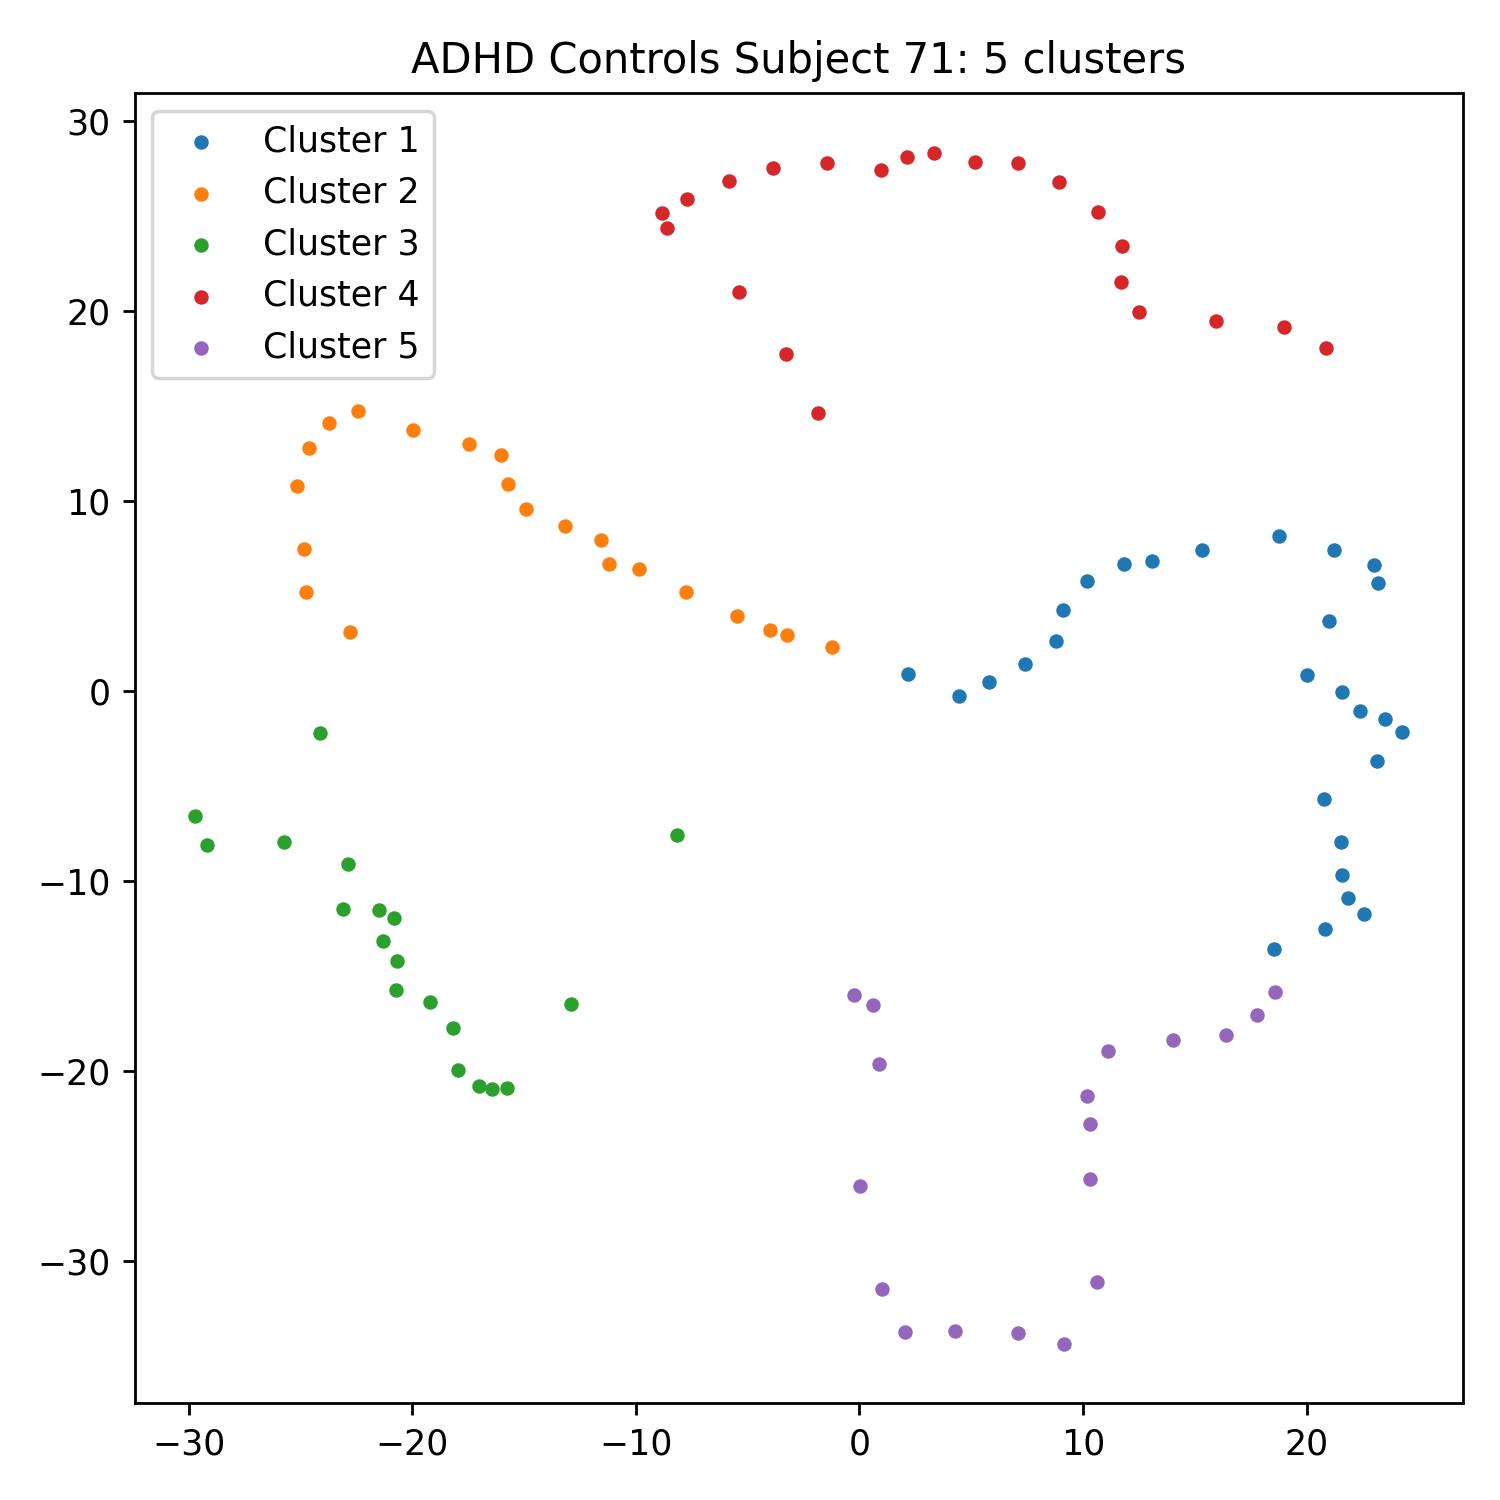 ADHD Controls Subject 71: 5 clusters
Cluster 1
Cluster 2
Cluster 3
Cluster 4
Cluster 5
30
20
10
0
−10
−20
−30
−30 −20 −10 0 10 20